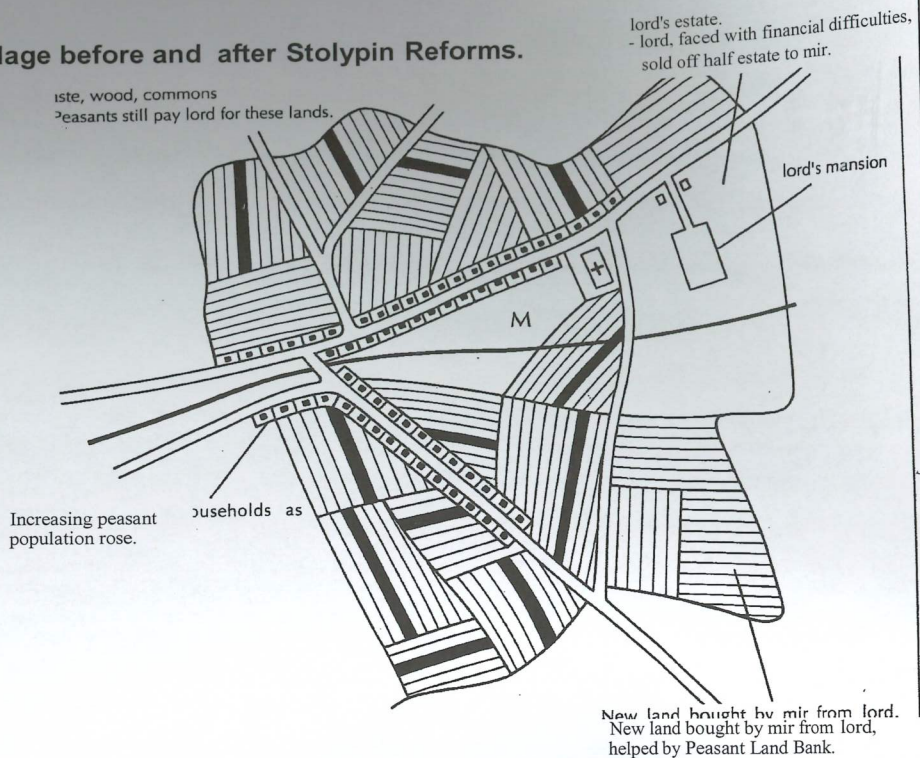 lage before and after Stolypin Reforms.
lord's estate.
- lord, faced with financial difficulties,
sold off half estate to mir.
iste, wood, commons
Peasants still pay lord for these lands.
lord's mansion
M
Increasing peasant
population rose.
ouseholds as
New land bought by mir from lord.
New land bought by mir from lord,
helped by Peasant Land Bank.